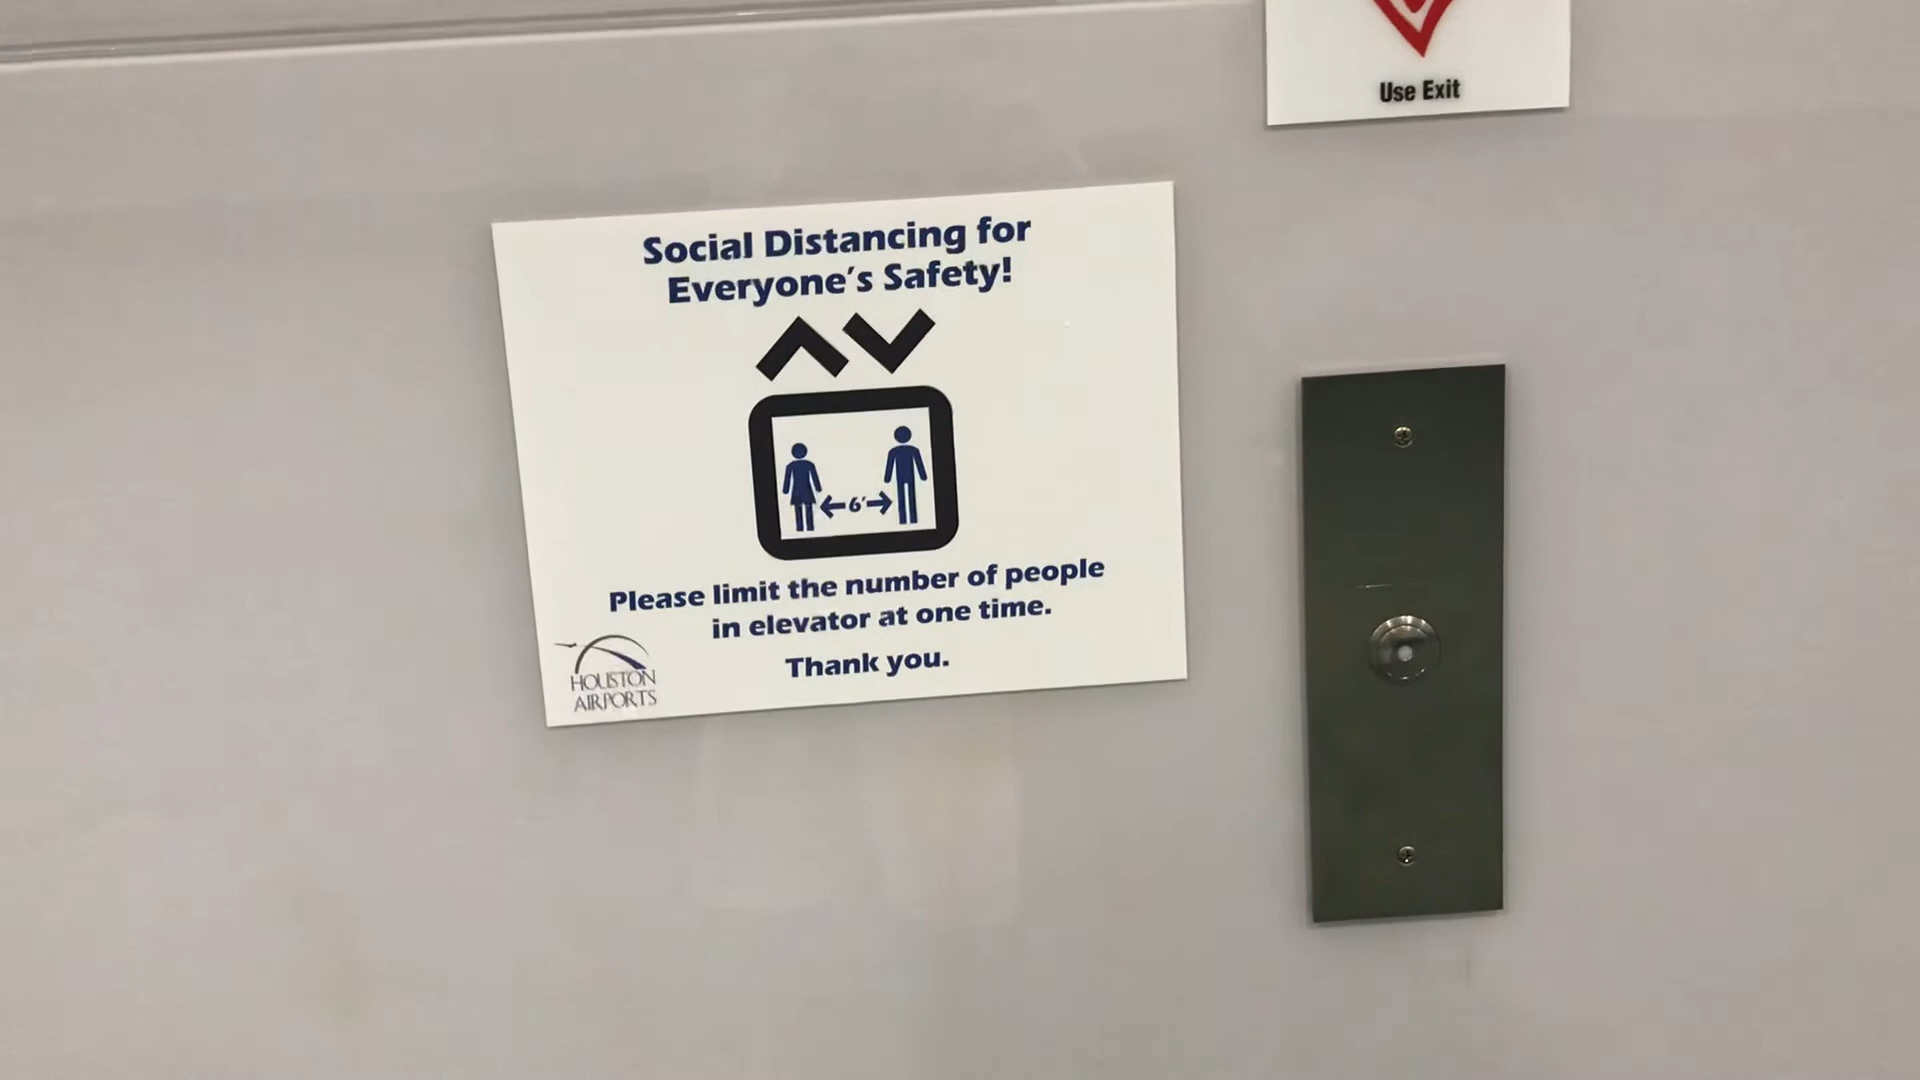 Use Exit
Social Distancing for
Everyone's Safety!
←6'→
Please limit the number of people
in elevator at one time.
Thank you.
HOUSTON
AIRPORTS